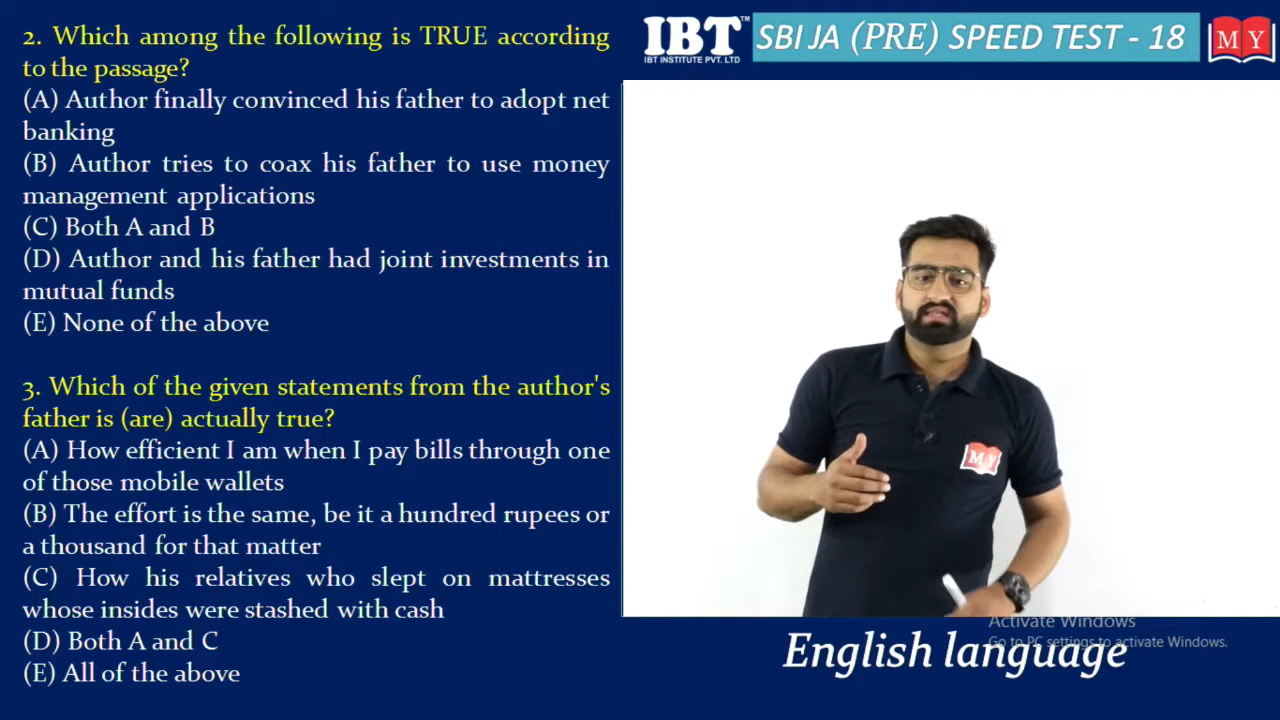 2. Which among the following is TRUE according
to the passage?
(A) Author finally convinced his father to adopt net
banking
(B) Author tries to coax his father to use money
management applications
(C) Both A and B
(D) Author and his father had joint investments in
mutual funds
(E) None of the above
3. Which of the given statements from the author's
father is (are) actually true?
(A) How efficient I am when I pay bills through one
of those mobile wallets
(B) The effort is the same, be it a hundred rupees or
a thousand for that matter
(C) How his relatives who slept on mattresses
whose insides were stashed with cash
(D) Both A and C
(E) All of the above
IBT™
IBT INSTITUTE PVT. LTD
SBI JA (PRE) SPEED TEST - 18
M Y
M Y
Activate Windows
Go to PC settings to activate Windows.
English language